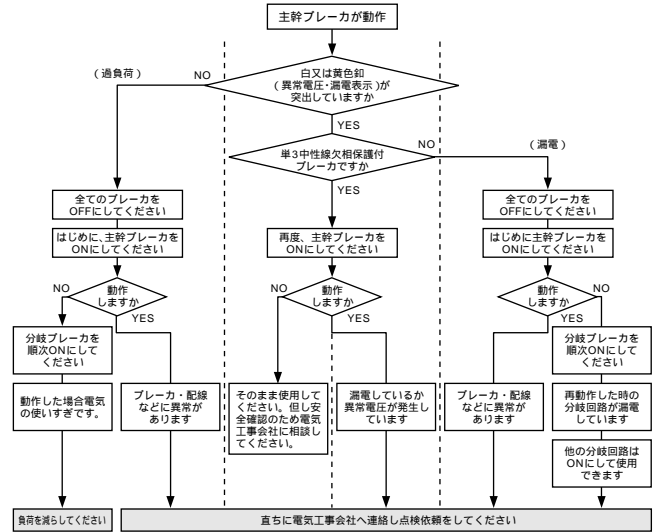 主幹ブレーカが動作
白又は黄色釦
(異常電圧・漏電表示)が
突出していますか
(過負荷)
NO
YES
単3中性線欠相保護付
ブレーカですか
NO
(漏電)
YES
全てのブレーカを
OFFにしてください
はじめに、主幹ブレーカを
ONにしてください
動作
しますか
NO
YES
分岐ブレーカを
順次ONにして
ください
動作した場合電気
の使いすぎです。
ブレーカ・配線
などに異常が
あります
再度、主幹ブレーカを
ONにしてください
動作
しますか
NO
YES
そのまま使用して
ください。但し安
全確認のため電気
工事会社に相談し
てください。
漏電しているか
異常電圧が発生し
ています
全てのブレーカを
OFFにしてください
はじめに主幹ブレーカを
ONにしてください
動作
しますか
NO
YES
ブレーカ・配線
などに異常が
あります
分岐ブレーカを
順次ONにして
ください
再動作した時の
分岐回路が漏電
しています
他の分岐回路は
ONにして使用
できます
負荷を減らしてください
直ちに電気工事会社へ連絡し点検依頼をしてください